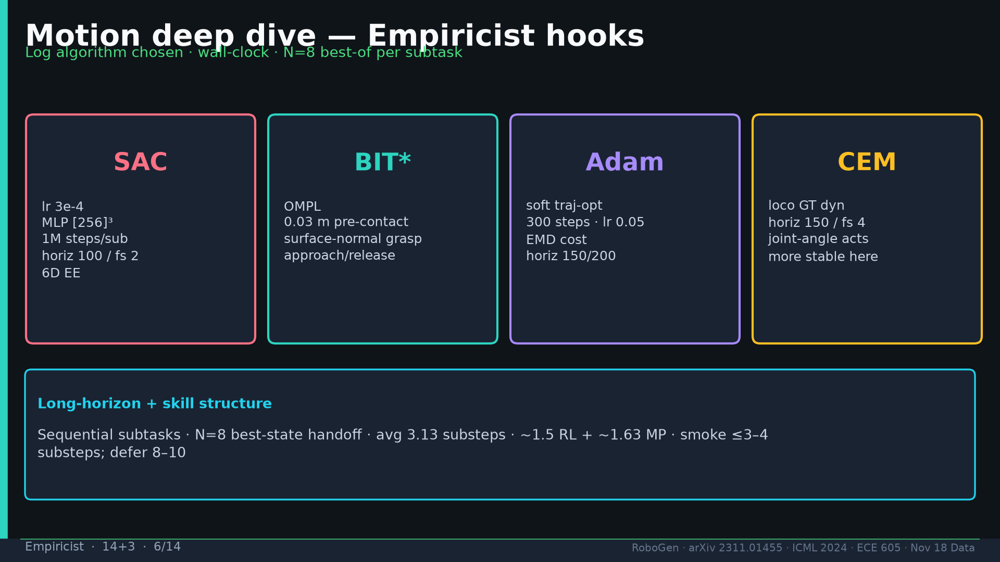 Motion deep dive — Empiricist hooks
Log algorithm chosen · wall-clock · N=8 best-of per subtask
SAC
lr 3e-4
MLP [256]³
1M steps/sub
horiz 100 / fs 2
6D EE
BIT*
OMPL
0.03 m pre-contact
surface-normal grasp
approach/release
Adam
soft traj-opt
300 steps · lr 0.05
EMD cost
horiz 150/200
CEM
loco GT dyn
horiz 150 / fs 4
joint-angle acts
more stable here
Long-horizon + skill structure
Sequential subtasks · N=8 best-state handoff · avg 3.13 substeps · ~1.5 RL + ~1.63 MP · smoke ≤3–4
substeps; defer 8–10
Empiricist · 14+3 · 6/14
RoboGen · arXiv 2311.01455 · ICML 2024 · ECE 605 · Nov 18 Data